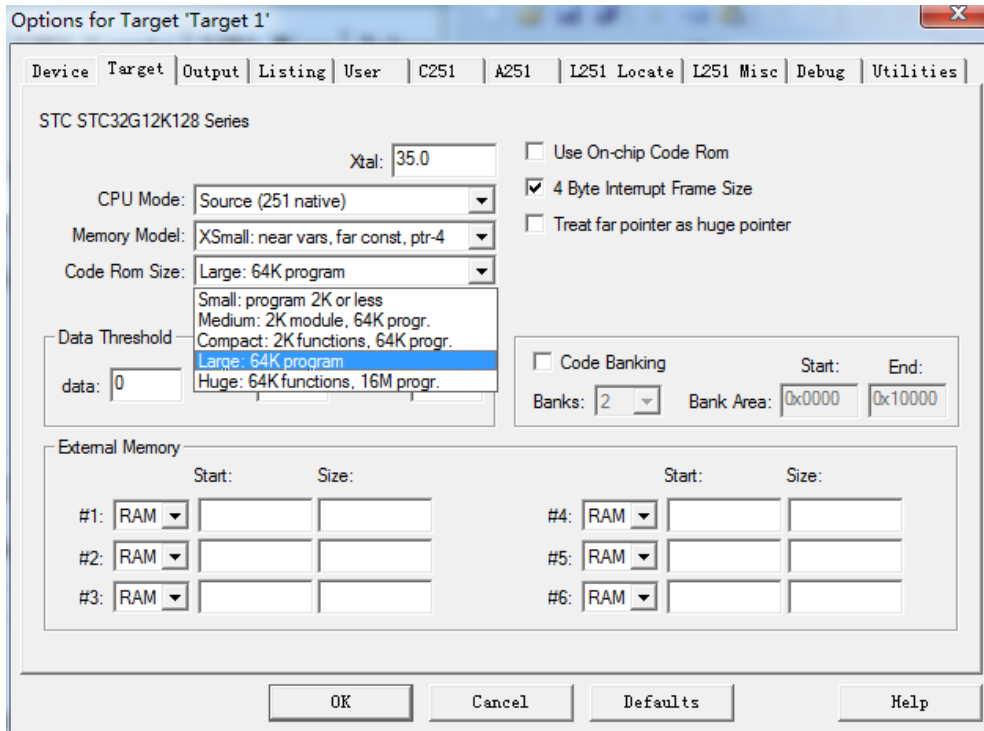 Options for Target 'Target 1'
X
Device Target Output Listing User C251 A251 L251 Locate L251 Misc Debug Utilities
STC STC32G12K128 Series
Xtal: 35.0
Use On-chip Code Rom
CPU Mode: Source (251 native)
4 Byte Interrupt Frame Size
Memory Model: XSmall: near vars, far const, ptr-4
Treat far pointer as huge pointer
Code Rom Size: Large: 64K program
Small: program 2K or less
Medium: 2K module, 64K progr.
Compact: 2K functions, 64K progr.
Large: 64K program
Huge: 64K functions, 16M progr.
Data Threshold
data: 0
Code Banking Start: End:
Banks: 2 Bank Area: 0x0000 0x10000
External Memory
Start: Size: Start: Size:
#1: RAM #4: RAM
#2: RAM #5: RAM
#3: RAM #6: RAM
OK Cancel Defaults Help